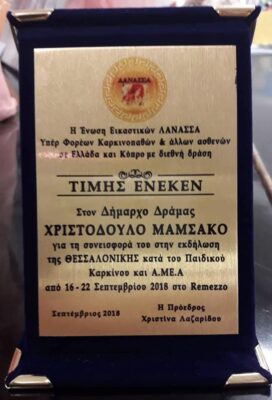 ΛΑΝΑΣΣΑ
Η Ένωση Εικαστικών ΛΑΝΑΣΣΑ
Υπέρ Φορέων Καρκινοπαθών & άλλων ασθενών
σε Ελλάδα και Κύπρο με διεθνή δράση
ΤΙΜΗΣ ΕΝΕΚΕΝ
Στον Δήμαρχο Δράμας
ΧΡΙΣΤΟΔΟΥΛΟ ΜΑΜΣΑΚΟ
για τη συνεισφορά του στην εκδήλωση
της ΘΕΣΣΑΛΟΝΙΚΗΣ κατά του Παιδικού
Καρκίνου και Α.ΜΕ.Α
από 16 - 22 Σεπτεμβρίου 2018 στο Remezzo
Σεπτέμβριος 2018
Η Πρόεδρος
Χριστίνα Λαζαρίδου